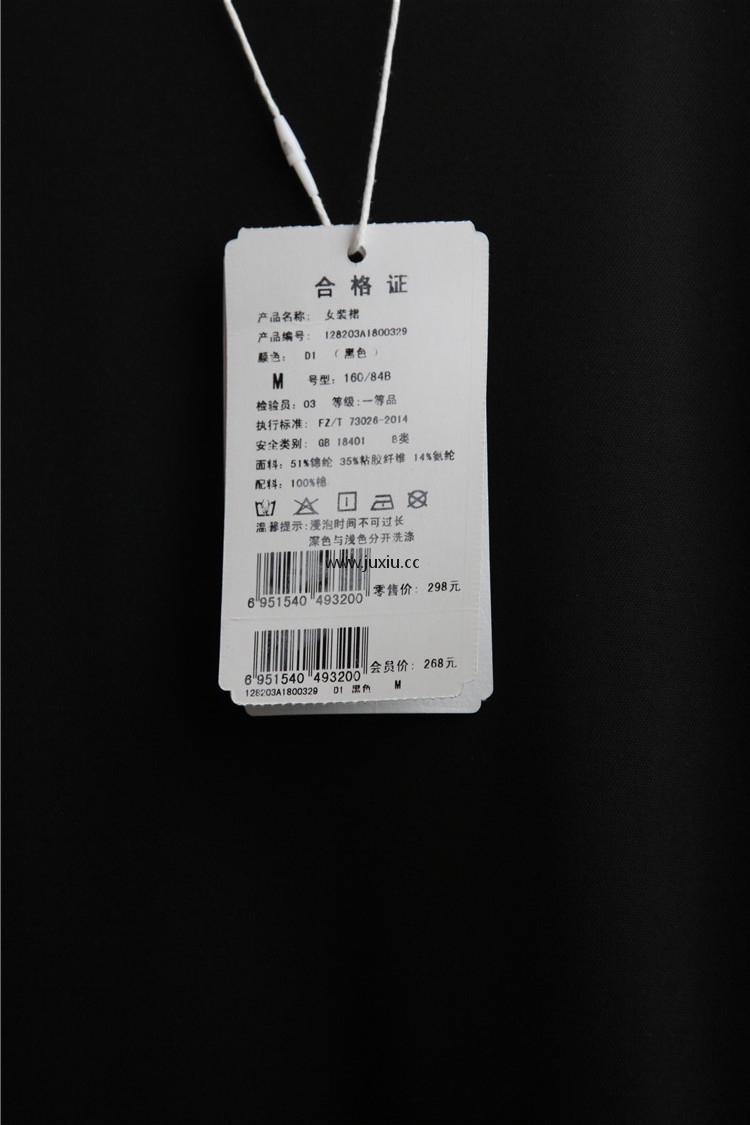 合格证
产品名称: 女装裙
产品编号: 128203A1800329
颜色: D1 (黑色)
M 号型: 160/84B
检验员: 03 等级:一等品
执行标准: FZ/T 73026-2014
安全类别: GB 18401 B类
面料: 51%锦纶 35%粘胶纤维 14%氨纶
配料: 100%棉
温馨提示:浸泡时间不可过长
深色与浅色分开洗涤
www.juxiu.cc
6 951540 493200 零售价: 298元
6 951540 493200 会员价: 268元
128203A1800329 D1 黑色 M